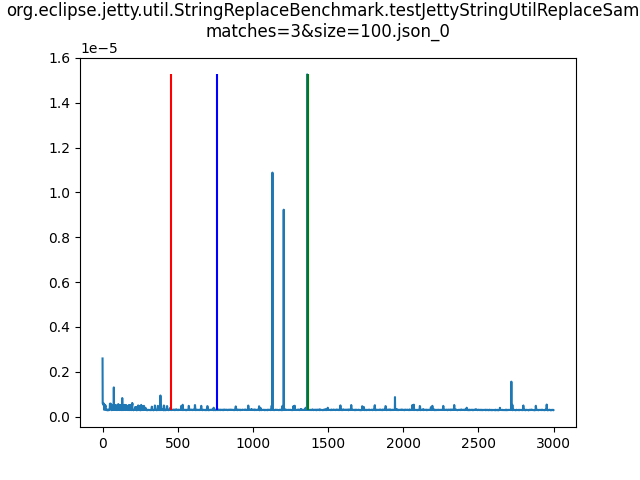 org.eclipse.jetty.util.StringReplaceBenchmark.testJettyStringUtilReplaceSam
matches=3&size=100.json_0
1e−5
1.6
1.4
1.2
1.0
0.8
0.6
0.4
0.2
0.0
0 500 1000 1500 2000 2500 3000